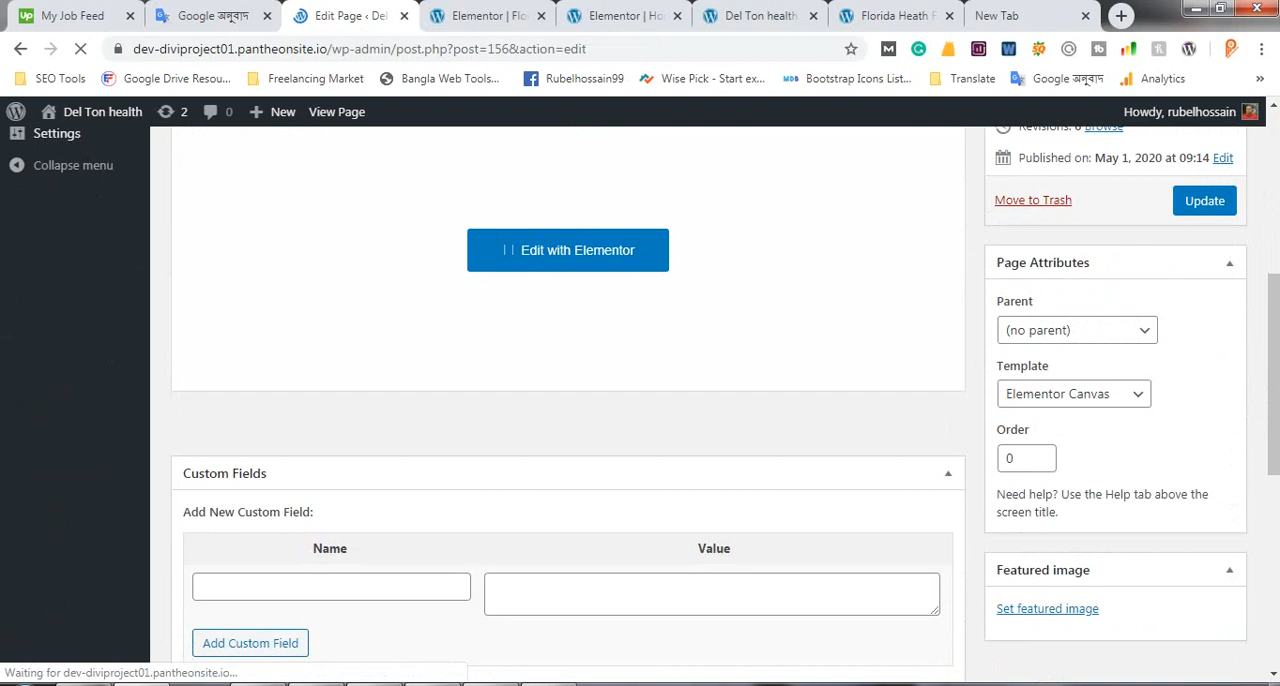 My Job Feed
Google অনুবাদ
Edit Page ‹ Del
Elementor | Flo
Elementor | Ho
Del Ton health
Florida Heath F
New Tab
dev-diviproject01.pantheonsite.io/wp-admin/post.php?post=156&action=edit
SEO Tools
Google Drive Resou...
Freelancing Market
Bangla Web Tools...
Rubelhossain99
Wise Pick - Start ex...
Bootstrap Icons List...
Translate
Google অনুবাদ
Analytics
»
Del Ton health
2
0
New
View Page
Howdy, rubelhossain
Settings
Collapse menu
Revisions: 6 Browse
Published on: May 1, 2020 at 09:14 Edit
Move to Trash
Update
Edit with Elementor
Page Attributes
Parent
(no parent)
Template
Elementor Canvas
Order
0
Need help? Use the Help tab above the
screen title.
Custom Fields
Add New Custom Field:
Name
Value
Add Custom Field
Featured image
Set featured image
Waiting for dev-diviproject01.pantheonsite.io...